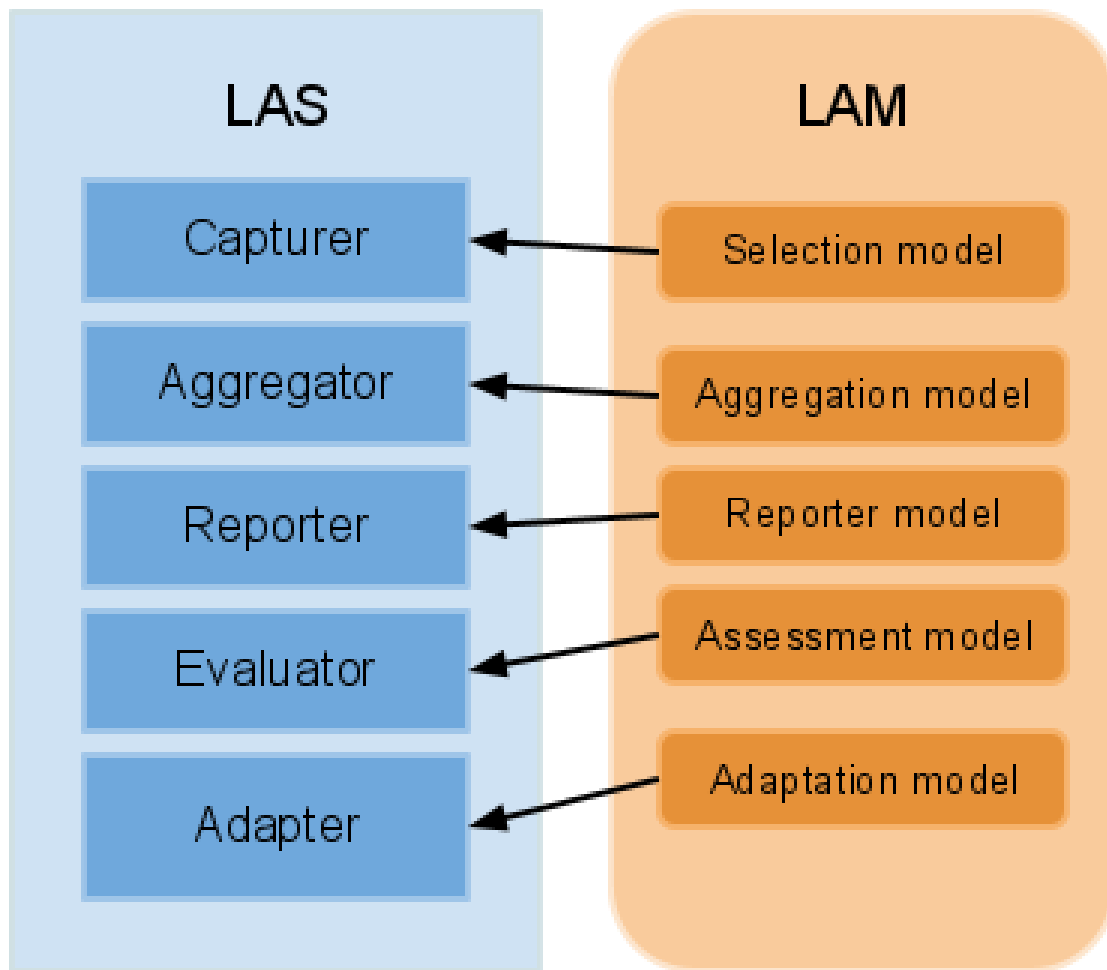 LAS
Capturer
Aggregator
Reporter
Evaluator
Adapter
LAM
Selection model
Aggregation model
Reporter model
Assessment model
Adaptation model